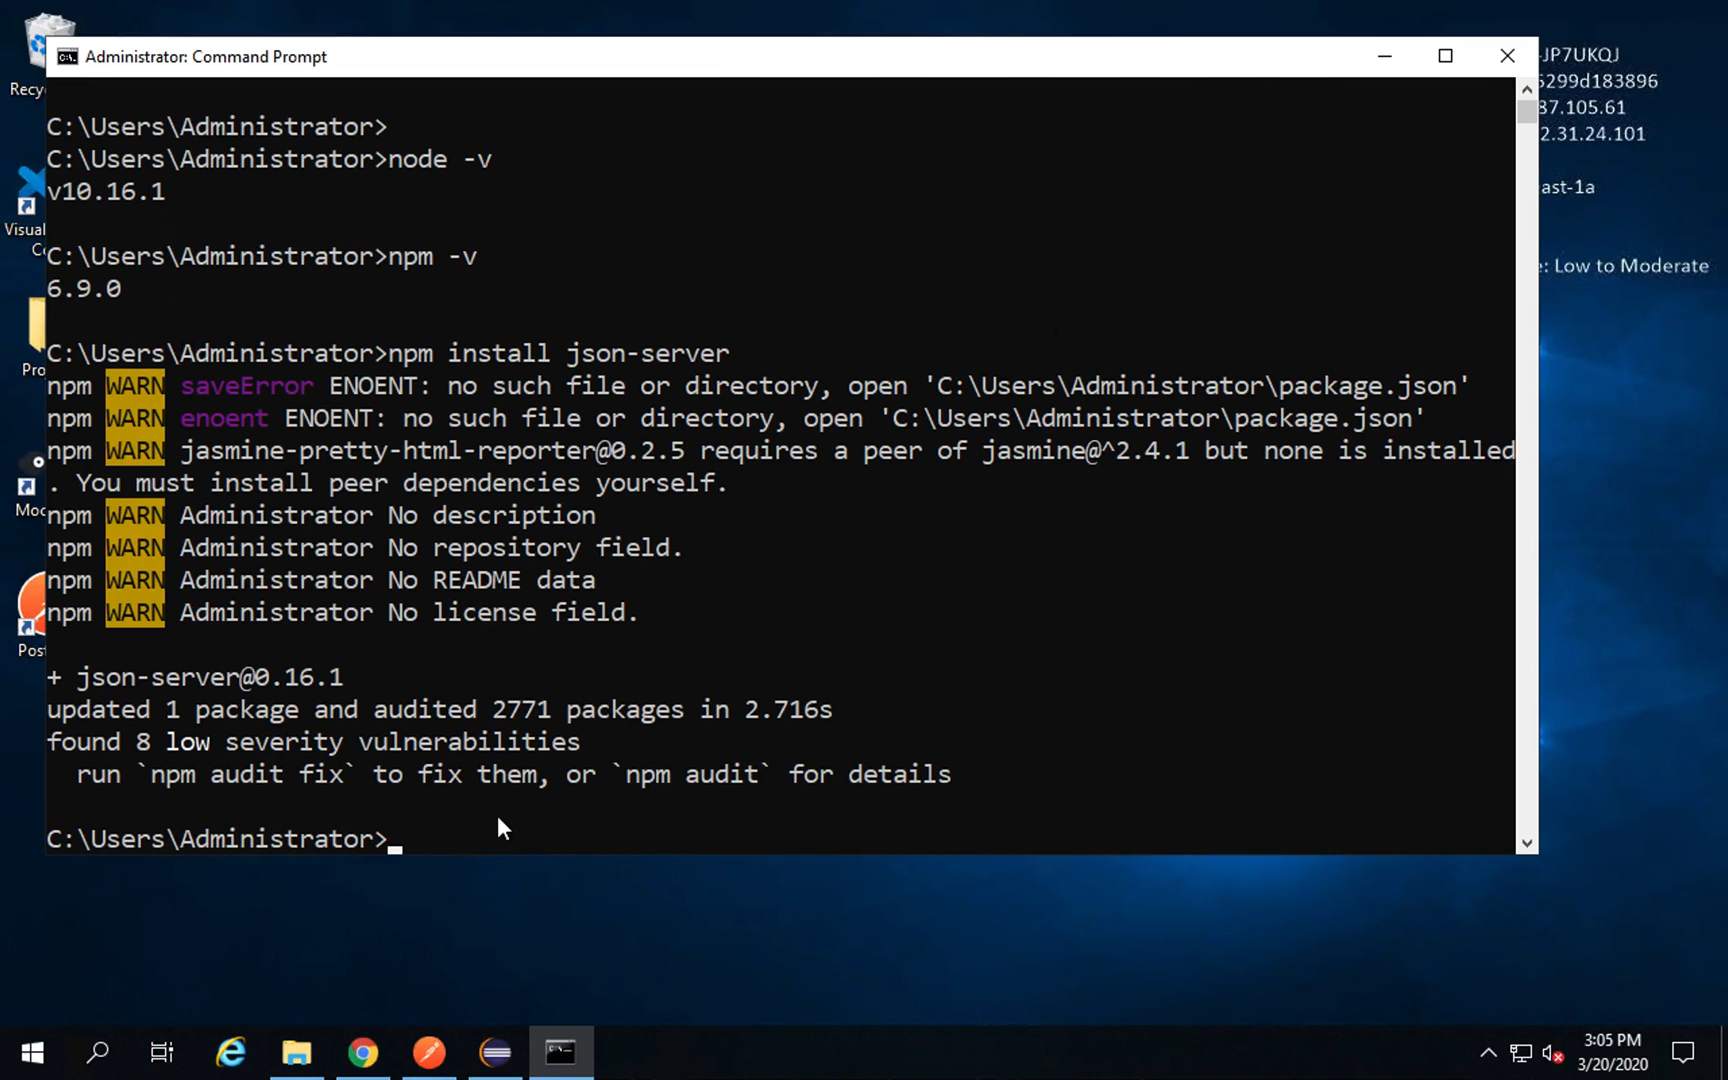 Administrator: Command Prompt
C:\Users\Administrator>
C:\Users\Administrator>node -v
v10.16.1
C:\Users\Administrator>npm -v
6.9.0
C:\Users\Administrator>npm install json-server
npm WARN saveError ENOENT: no such file or directory, open 'C:\Users\Administrator\package.json'
npm WARN enoent ENOENT: no such file or directory, open 'C:\Users\Administrator\package.json'
npm WARN jasmine-pretty-html-reporter@0.2.5 requires a peer of jasmine@^2.4.1 but none is installed
. You must install peer dependencies yourself.
npm WARN Administrator No description
npm WARN Administrator No repository field.
npm WARN Administrator No README data
npm WARN Administrator No license field.
+ json-server@0.16.1
updated 1 package and audited 2771 packages in 2.716s
found 8 low severity vulnerabilities
run `npm audit fix` to fix them, or `npm audit` for details
C:\Users\Administrator>
Recy
Visual
Co
Pro
Moc
Post
-JP7UKQJ
5299d183896
87.105.61
2.31.24.101
ast-1a
e: Low to Moderate
3:05 PM
3/20/2020